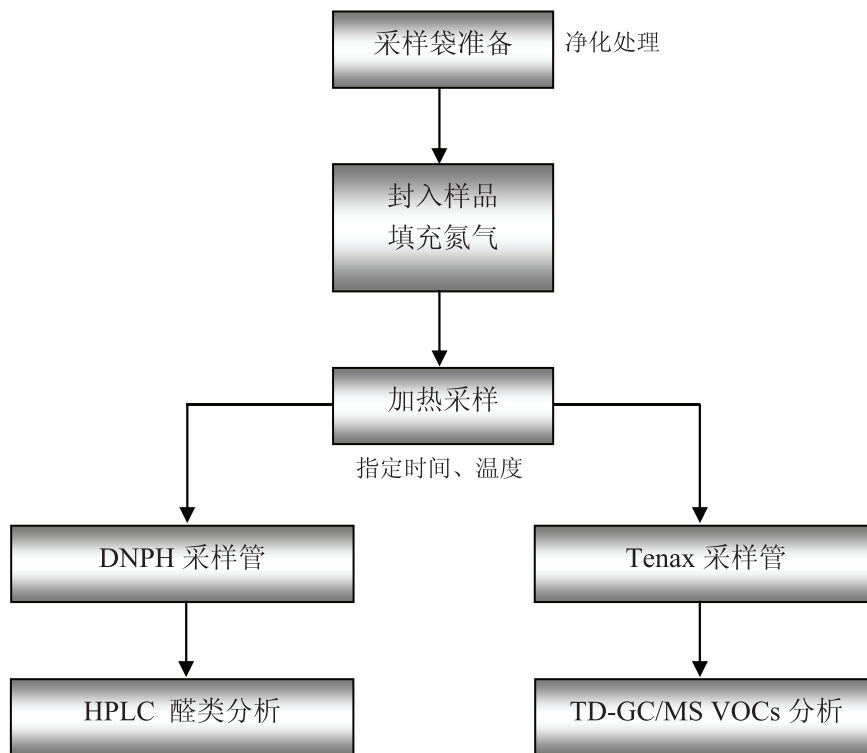 采样袋准备
净化处理
封入样品
填充氮气
加热采样
指定时间、温度
DNPH 采样管
Tenax 采样管
HPLC 醛类分析
TD-GC/MS VOCs 分析